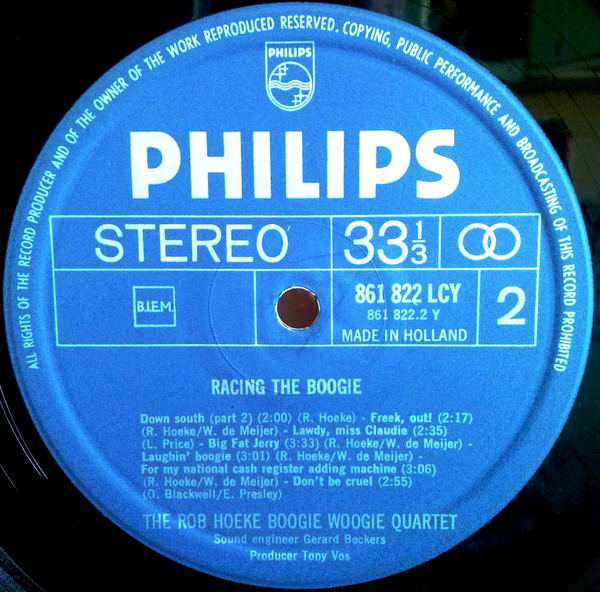 ALL RIGHTS OF THE RECORD PRODUCER AND OF THE OWNER OF THE WORK REPRODUCED RESERVED. COPYING, PUBLIC PERFORMANCE AND BROADCASTING OF THIS RECORD PROHIBITED
PHILIPS
PHILIPS
STEREO 33 1/3
B.I.E.M. 861 822 LCY 2
861 822.2 Y
MADE IN HOLLAND
RACING THE BOOGIE
Down south (part 2) (2:00) (R. Hoeke) - Freek, out! (2:17)
(R. Hoeke/W. de Meijer) - Lawdy, miss Claudie (2:35)
(L. Price) - Big Fat Jerry (3:33) (R. Hoeke/W. de Meijer) -
Laughin' boogie (3:01) (R. Hoeke/W. de Meijer) -
For my national cash register adding machine (3:06)
(R. Hoeke/W. de Meijer) - Don't be cruel (2:55)
(O. Blackwell/E. Presley)
THE ROB HOEKE BOOGIE WOOGIE QUARTET
Sound engineer Gerard Beckers
Producer Tony Vos